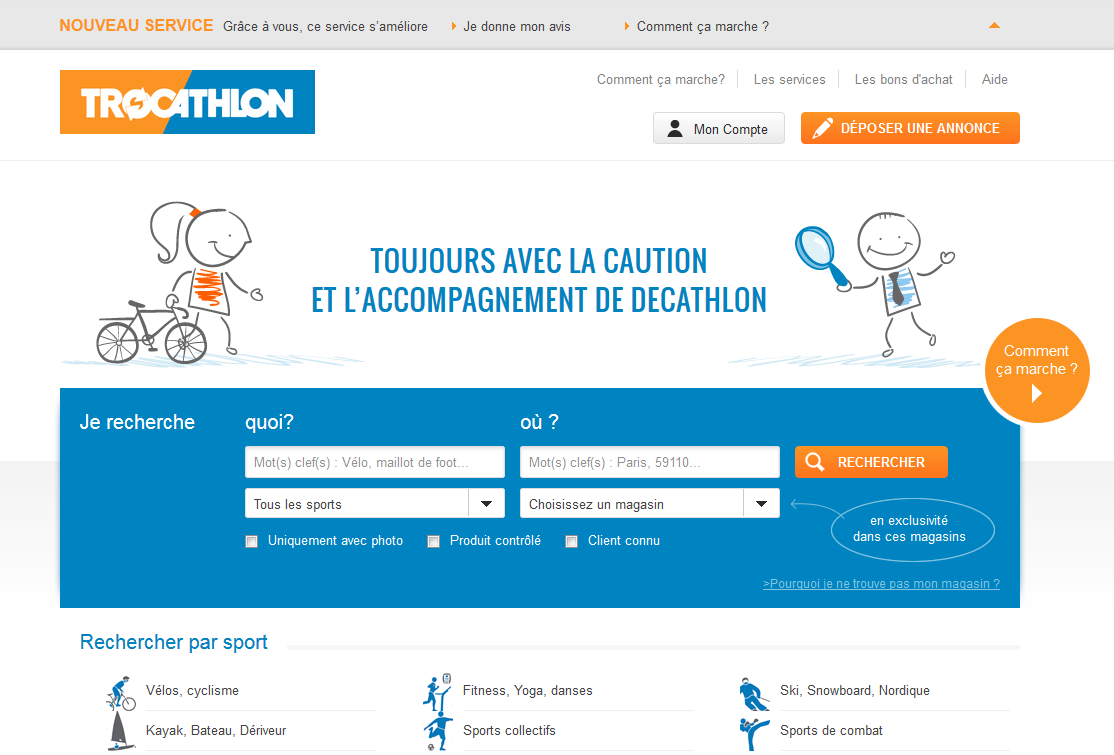 NOUVEAU SERVICE Grâce à vous, ce service s'améliore Je donne mon avis Comment ça marche ?
TROCATHLON
Comment ça marche? Les services Les bons d'achat Aide
Mon Compte DÉPOSER UNE ANNONCE
TOUJOURS AVEC LA CAUTION
ET L'ACCOMPAGNEMENT DE DECATHLON
Comment
ça marche ?
Je recherche quoi? où ?
Mot(s) clef(s) : Vélo, maillot de foot... Mot(s) clef(s) : Paris, 59110... RECHERCHER
Tous les sports Choisissez un magasin
en exclusivité
dans ces magasins
Uniquement avec photo Produit contrôlé Client connu
>Pourquoi je ne trouve pas mon magasin ?
Rechercher par sport
Vélos, cyclisme Fitness, Yoga, danses Ski, Snowboard, Nordique
Kayak, Bateau, Dériveur Sports collectifs Sports de combat